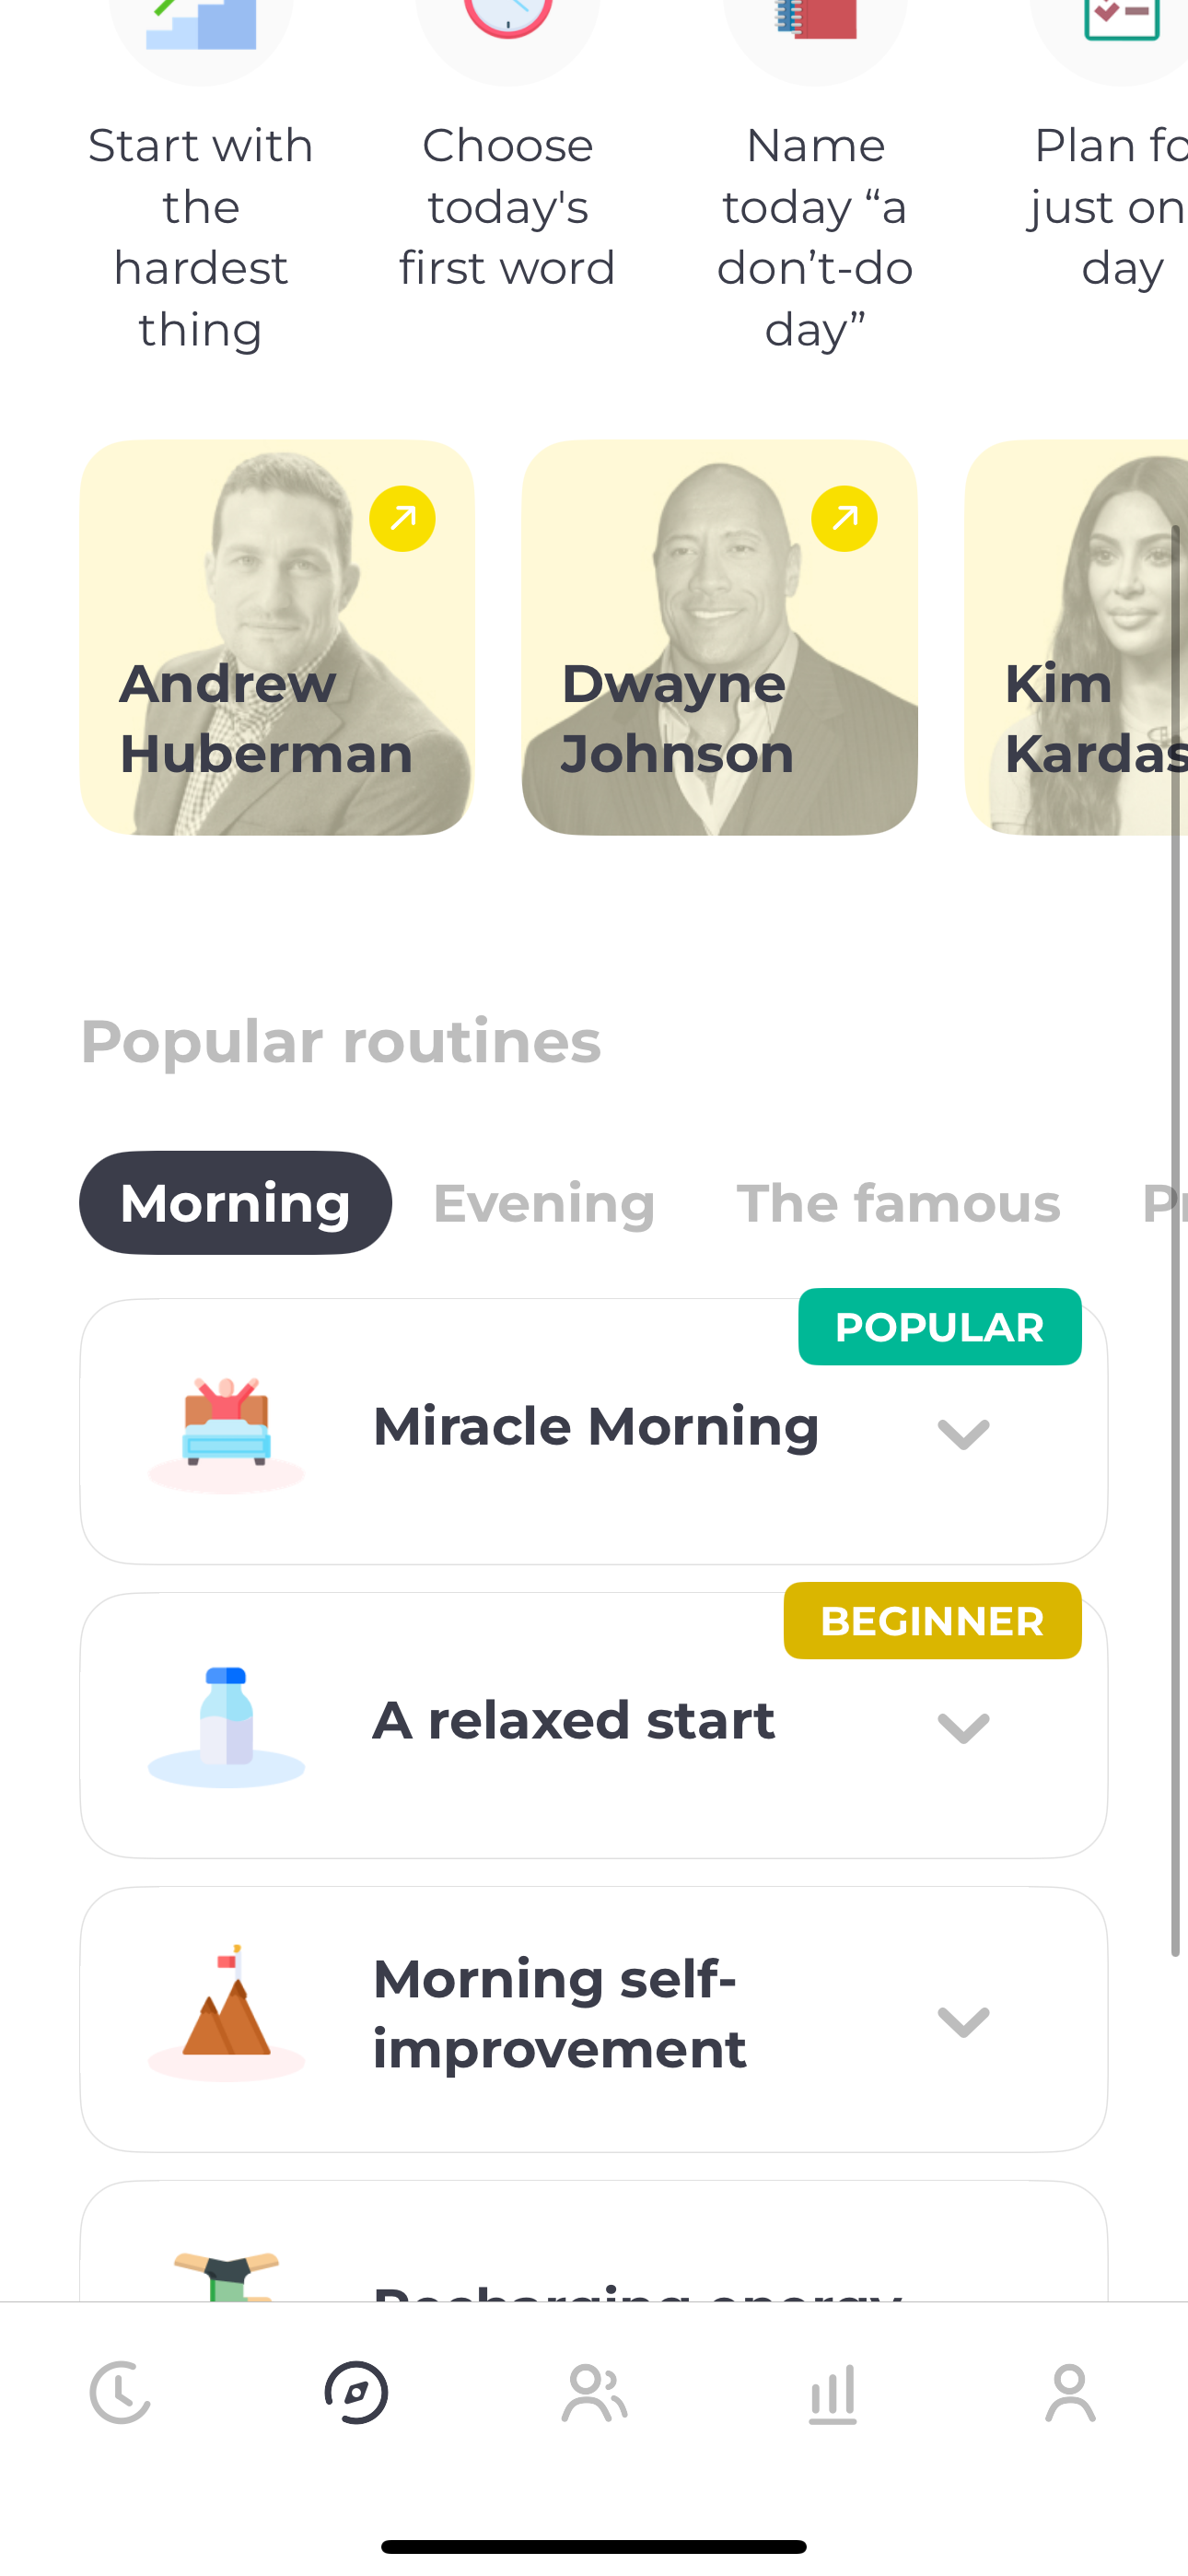 Start with
the
hardest
thing
Choose
today's
first word
Name
today “a
don’t-do
day”
Plan fo
just on
day
Andrew
Huberman
Dwayne
Johnson
Kim
Kardas
Popular routines
Morning
Evening
The famous
Pr
POPULAR
Miracle Morning
BEGINNER
A relaxed start
Morning self-
improvement
Recharging energy